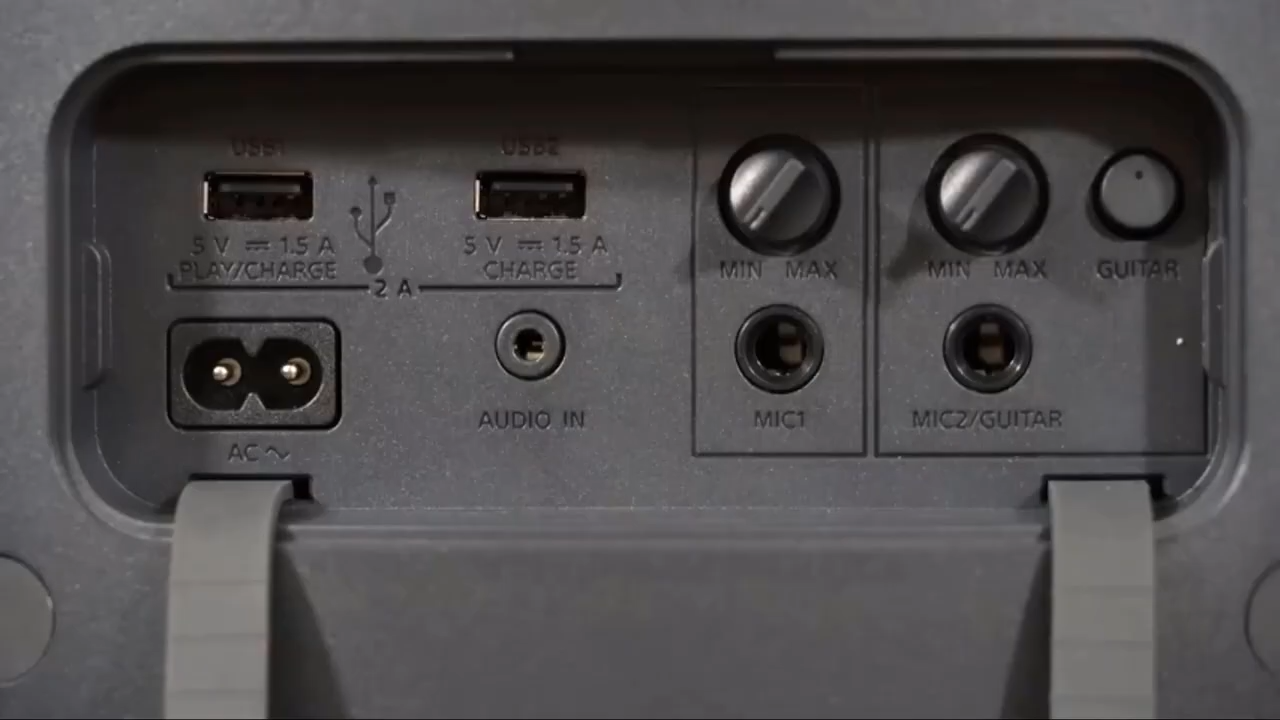 USB1
USB2
5 V ⎓ 1.5 A
5 V ⎓ 1.5 A
PLAY/CHARGE
CHARGE
2 A
MIN MAX
MIN MAX
GUITAR
AUDIO IN
MIC1
MIC2/GUITAR
AC ~